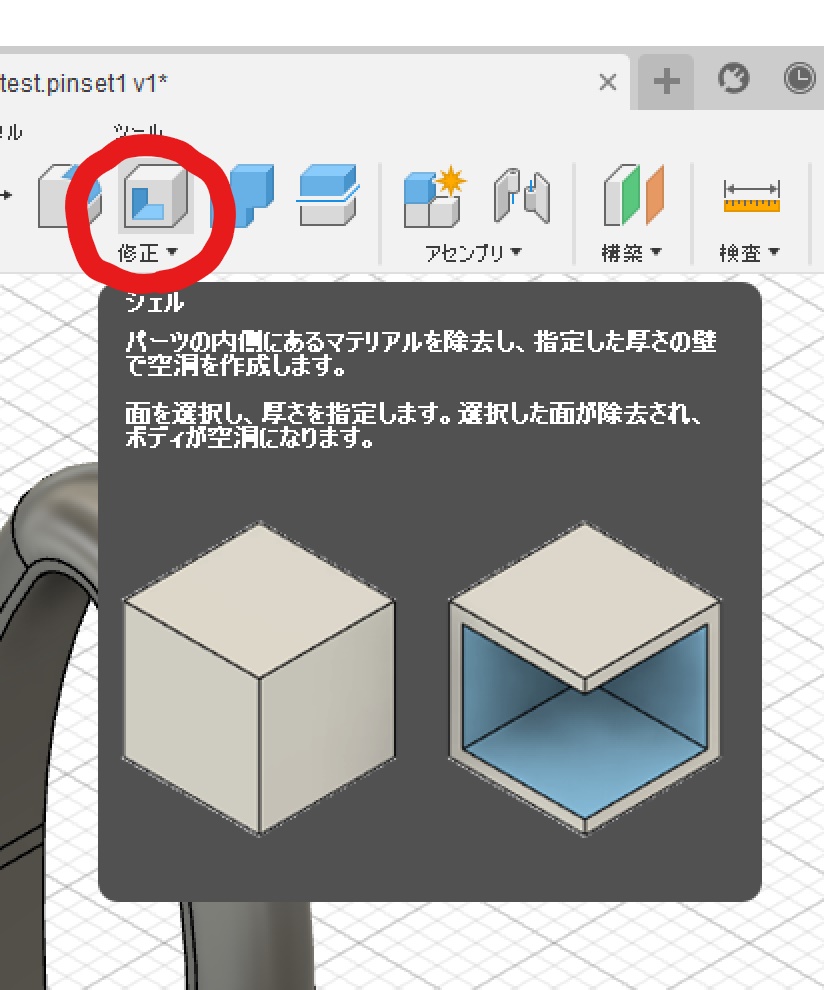 test.pinset1 v1*
ツール
修正 アセンブリ 構築 検査
シェル
パーツの内側にあるマテリアルを除去し、指定した厚さの壁
で空洞を作成します。
面を選択し、厚さを指定します。選択した面が除去され、
ボディが空洞になります。